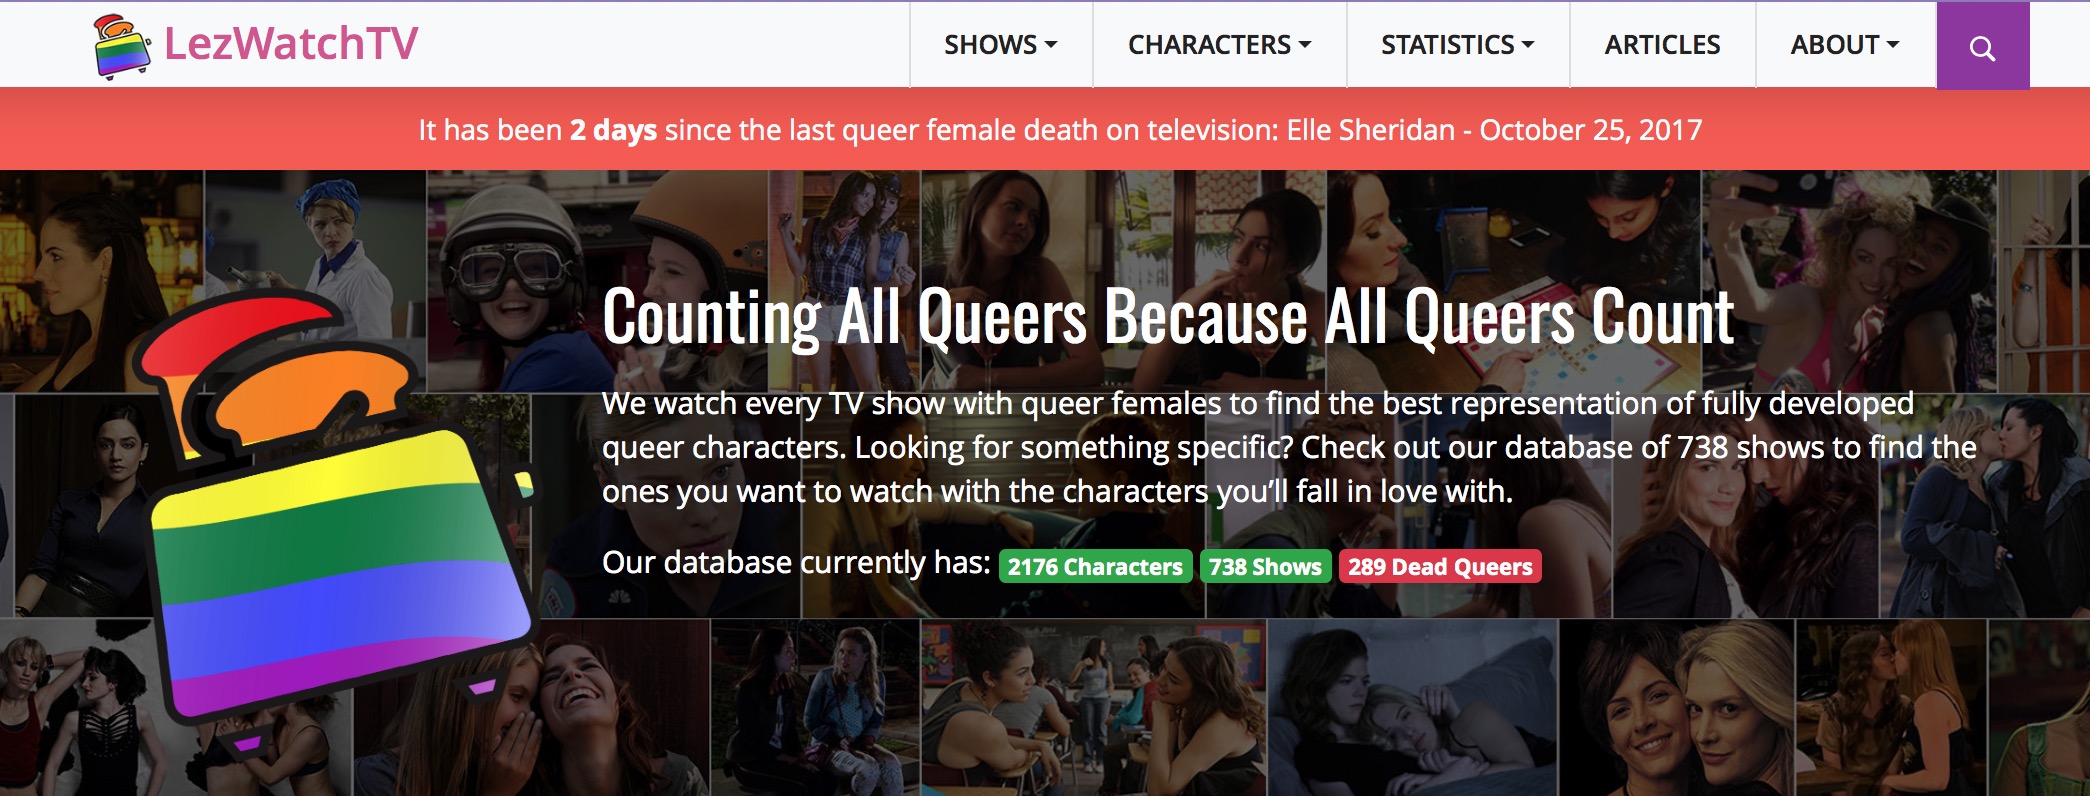 LezWatchTV
SHOWS
CHARACTERS
STATISTICS
ARTICLES
ABOUT
It has been 2 days since the last queer female death on television: Elle Sheridan - October 25, 2017
Counting All Queers Because All Queers Count
We watch every TV show with queer females to find the best representation of fully developed
queer characters. Looking for something specific? Check out our database of 738 shows to find the
ones you want to watch with the characters you’ll fall in love with.
Our database currently has: 2176 Characters 738 Shows 289 Dead Queers